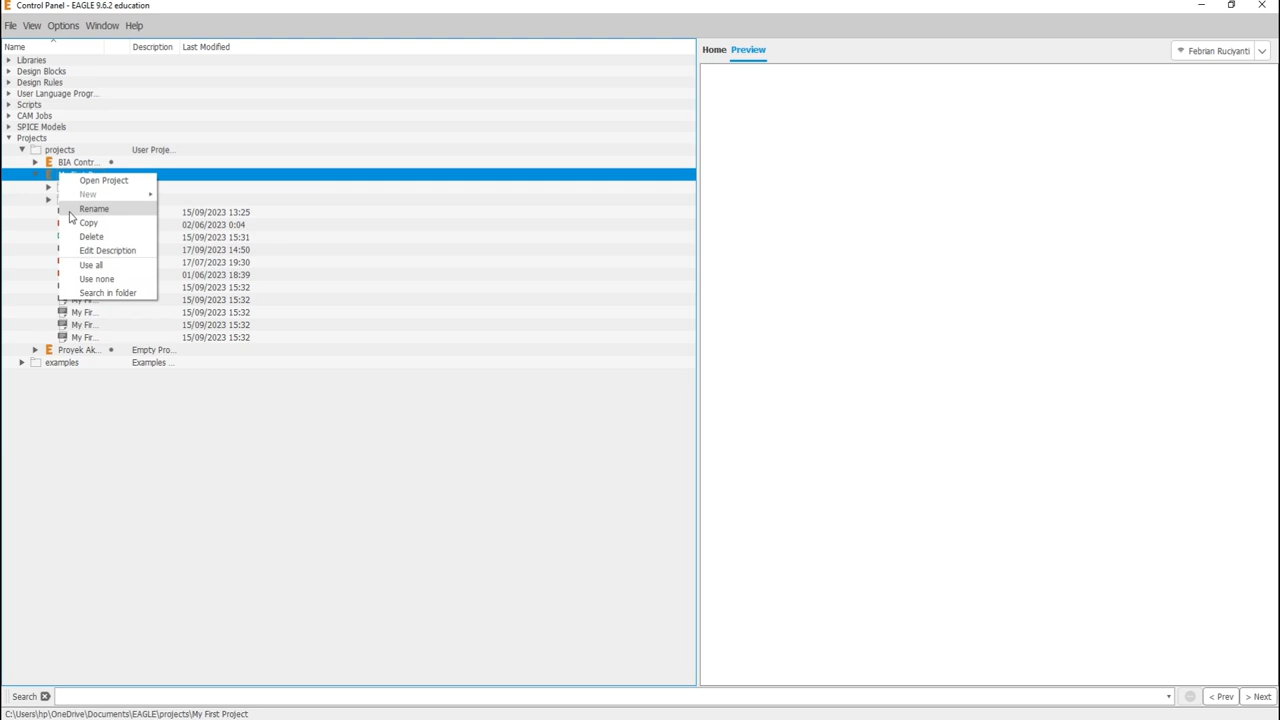 Control Panel - EAGLE 9.6.2 education
File View Options Window Help
Name Description Last Modified
Home Preview
Febrian Ruciyanti
Libraries
Design Blocks
Design Rules
User Language Progr...
Scripts
CAM Jobs
SPICE Models
Projects
projects User Proje...
BIA Contr...
Open Project
New
Rename
15/09/2023 13:25
Copy
02/06/2023 0:04
Delete
15/09/2023 15:31
Edit Description
17/09/2023 14:50
Use all
17/07/2023 19:30
Use none
01/06/2023 18:39
Search in folder
15/09/2023 15:32
My Fir... 15/09/2023 15:32
My Fir... 15/09/2023 15:32
My Fir... 15/09/2023 15:32
My Fir... 15/09/2023 15:32
Proyek Ak... Empty Pro...
examples Examples ...
Search < Prev > Next
C:\Users\hp\OneDrive\Documents\EAGLE\projects\My First Project